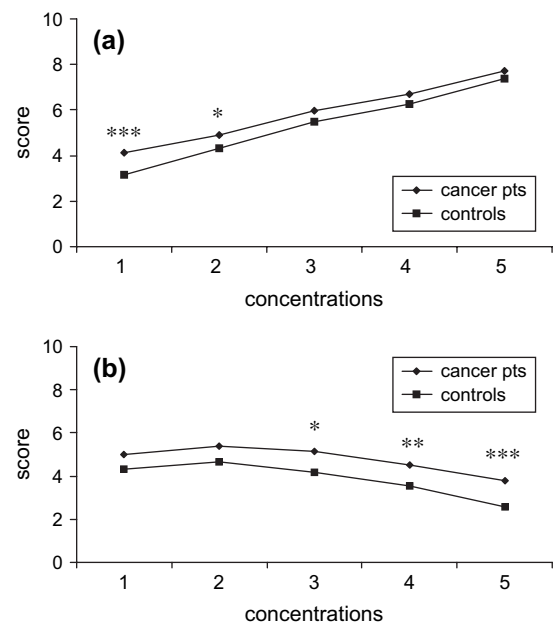 (a)
10
8
6
4
2
0
score
***
*
cancer pts
controls
1 2 3 4 5
concentrations
(b)
10
8
6
4
2
0
score
cancer pts
controls
*
**
***
1 2 3 4 5
concentrations